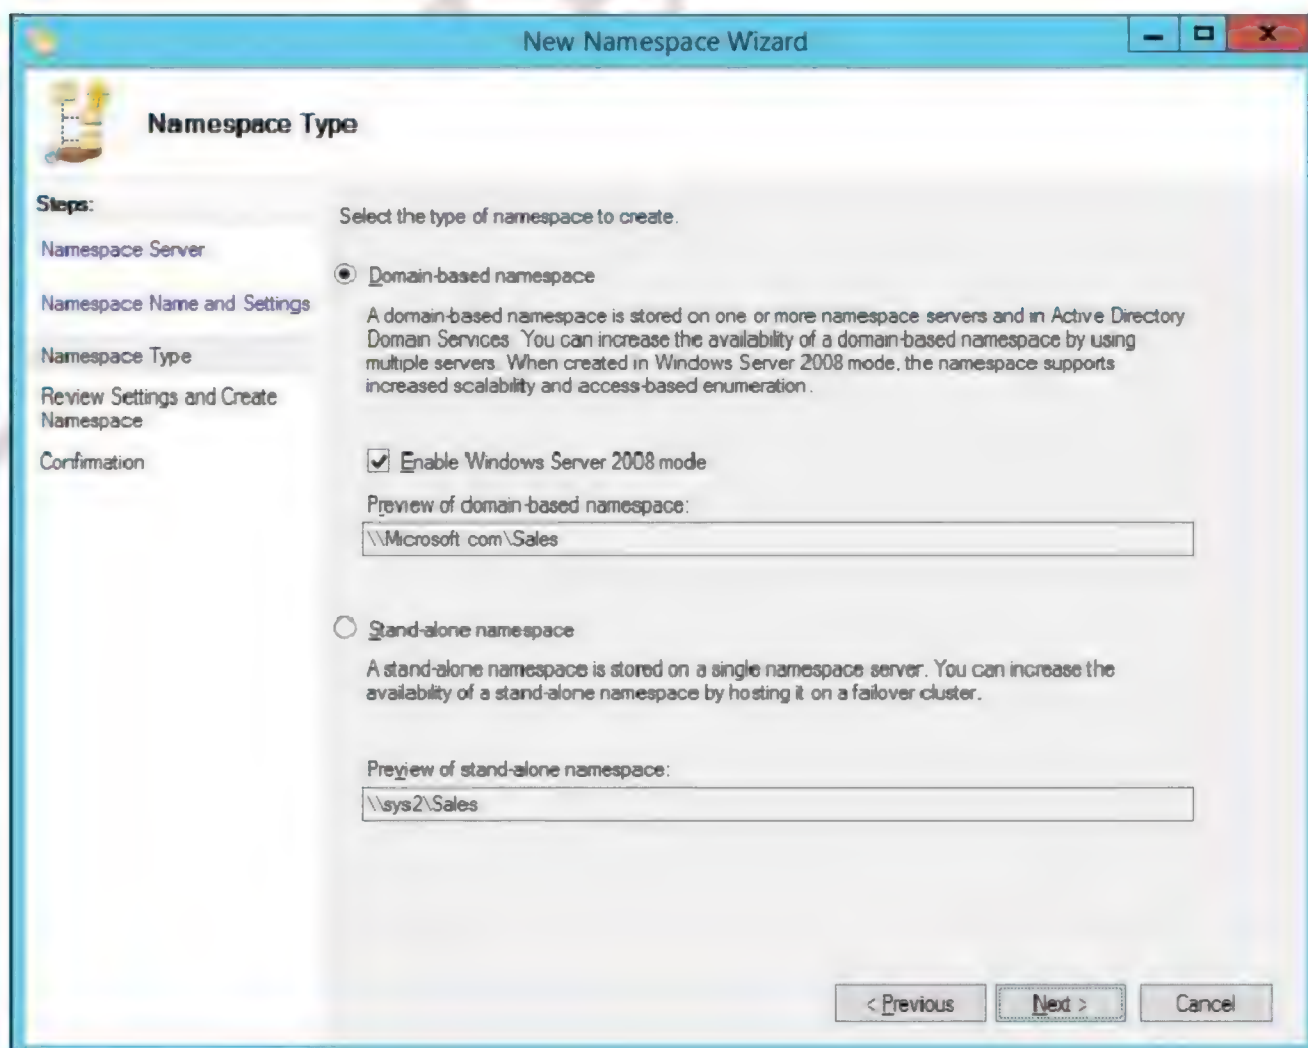 New Namespace Wizard
Namespace Type
Steps:
Namespace Server
Namespace Name and Settings
Namespace Type
Review Settings and Create
Namespace
Confirmation
Select the type of namespace to create.
Domain-based namespace
A domain-based namespace is stored on one or more namespace servers and in Active Directory
Domain Services You can increase the availability of a domain-based namespace by using
multiple servers. When created in Windows Server 2008 mode, the namespace supports
increased scalability and access-based enumeration.
Enable Windows Server 2008 mode
Preview of domain-based namespace:
\\Microsoft com\Sales
Stand-alone namespace
A stand-alone namespace is stored on a single namespace server. You can increase the
availability of a stand-alone namespace by hosting it on a failover cluster.
Preview of stand-alone namespace:
\\sys2\Sales
< Previous
Next >
Cancel